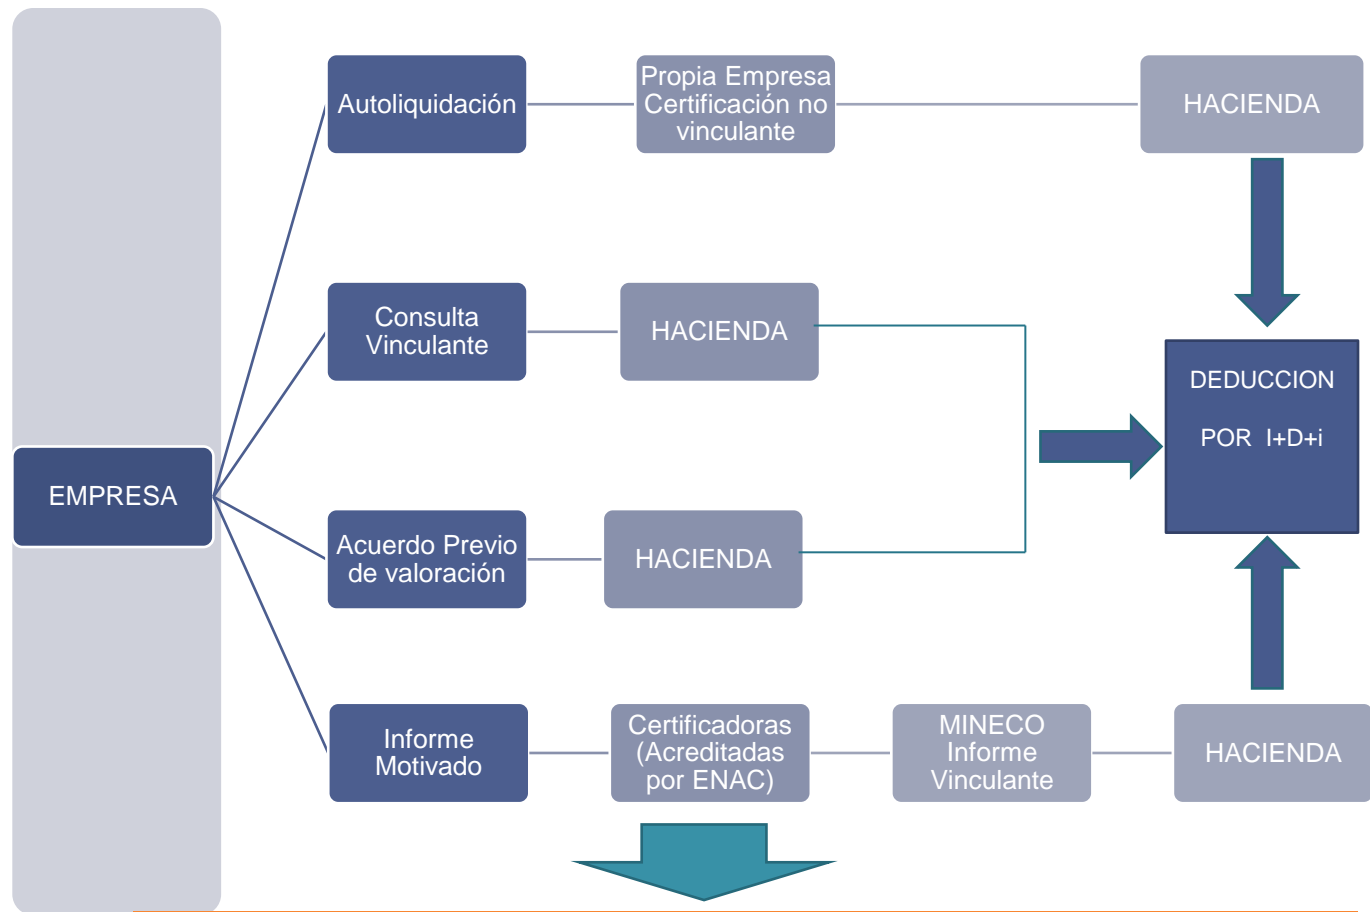 Autoliquidación
Propia Empresa
Certificación no
vinculante
HACIENDA
Consulta
Vinculante
HACIENDA
DEDUCCION
POR I+D+i
EMPRESA
Acuerdo Previo
de valoración
HACIENDA
Informe
Motivado
Certificadoras
(Acreditadas
por ENAC)
MINECO
Informe
Vinculante
HACIENDA